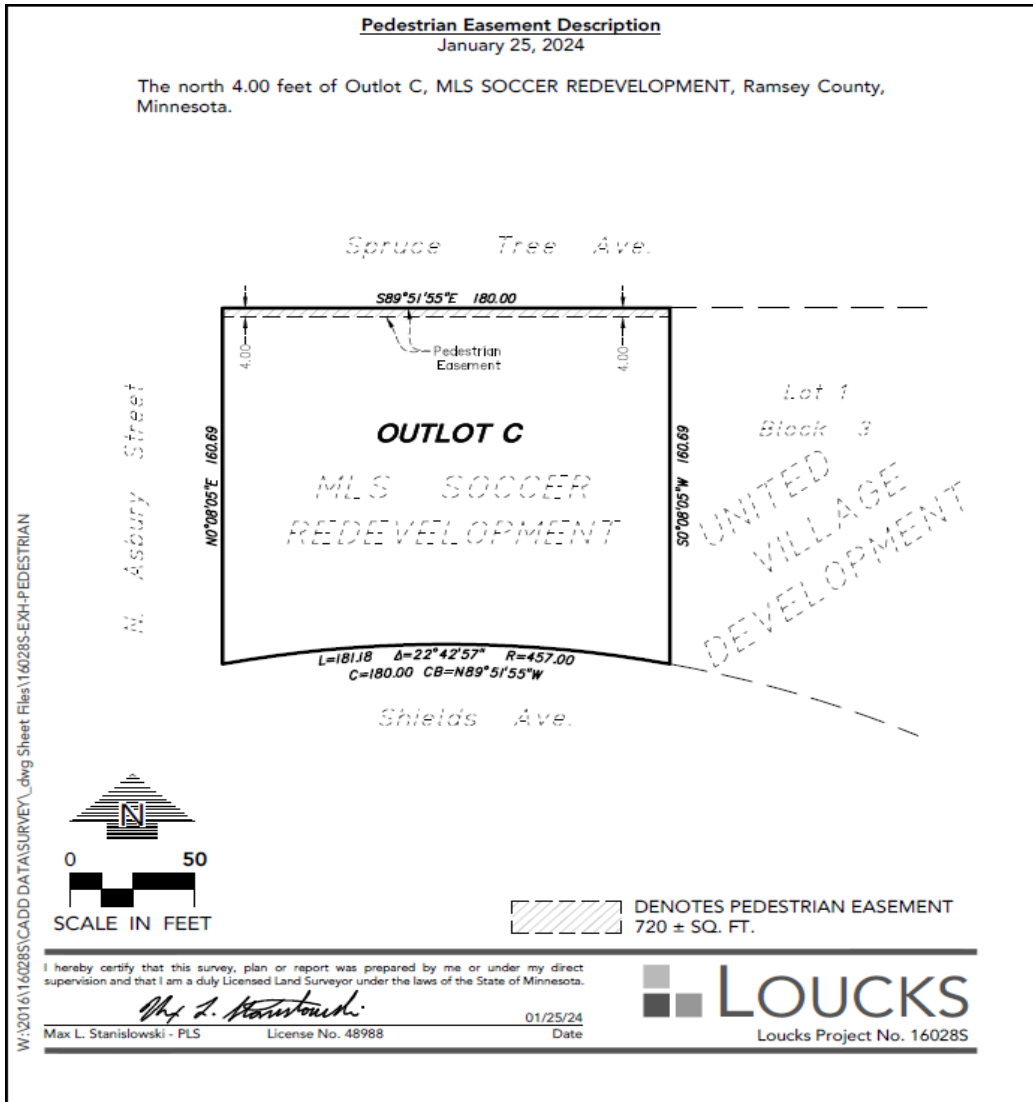 Pedestrian Easement Description
January 25, 2024
The north 4.00 feet of Outlot C, MLS SOCCER REDEVELOPMENT, Ramsey County,
Minnesota.
Spruce Tree Ave.
S89°51'55"E 180.00
4.00
Pedestrian
Easement
4.00
N. Asbury Street
N0°08'05"E 160.69
OUTLOT C
MLS SOCCER
REDEVELOPMENT
S0°08'05"W 160.69
Lot 1
Block 3
UNITED
VILLAGE
DEVELOPMENT
L=181.18 Δ=22°42'57" R=457.00
C=180.00 CB=N89°51'55"W
Shields Ave.
W:\2016\16028S\CADD DATA\SURVEY\_dwg Sheet Files\16028S-EXH-PEDESTRIAN
N
0 50
SCALE IN FEET
DENOTES PEDESTRIAN EASEMENT
720 ± SQ. FT.
I hereby certify that this survey, plan or report was prepared by me or under my direct
supervision and that I am a duly Licensed Land Surveyor under the laws of the State of Minnesota.
Max L. Stanislowski
01/25/24
Max L. Stanislowski - PLS License No. 48988 Date
LOUCKS
Loucks Project No. 16028S